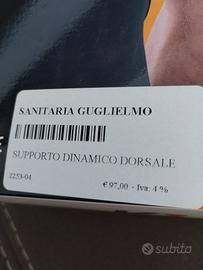 SANITARIA GUGLIELMO
SUPPORTO DINAMICO DORSALE
2253-04
€ 97,00 - Iva: 4 %
subito